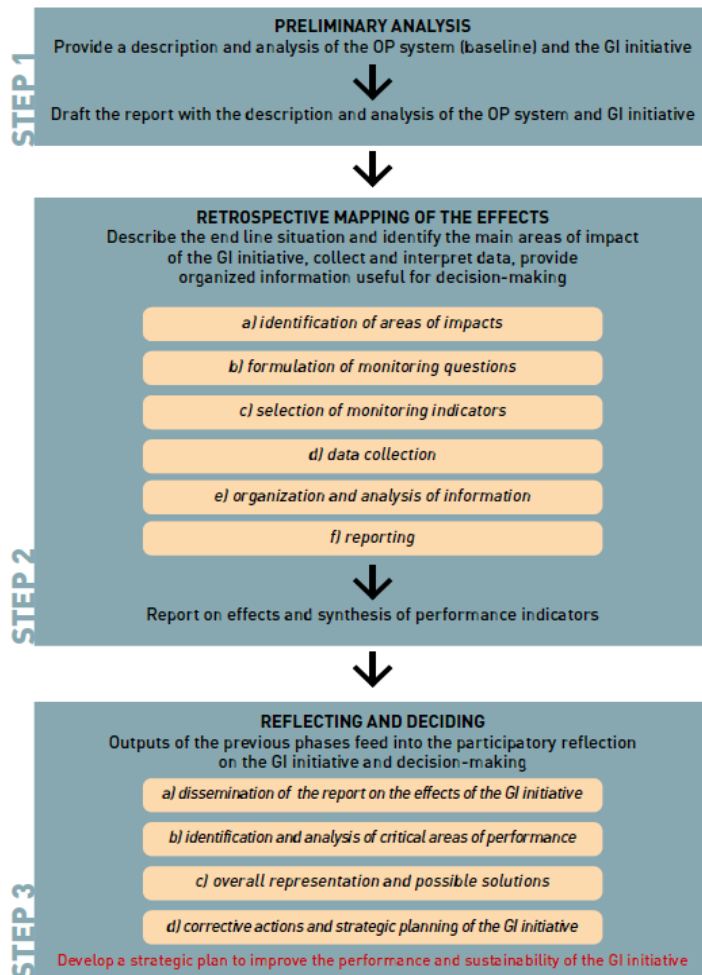 STEP 1
PRELIMINARY ANALYSIS
Provide a description and analysis of the OP system (baseline) and the GI initiative
Draft the report with the description and analysis of the OP system and GI initiative
STEP 2
RETROSPECTIVE MAPPING OF THE EFFECTS
Describe the end line situation and identify the main areas of impact
of the GI initiative, collect and interpret data, provide
organized information useful for decision-making
a) identification of areas of impacts
b) formulation of monitoring questions
c) selection of monitoring indicators
d) data collection
e) organization and analysis of information
f) reporting
Report on effects and synthesis of performance indicators
STEP 3
REFLECTING AND DECIDING
Outputs of the previous phases feed into the participatory reflection
on the GI initiative and decision-making
a) dissemination of the report on the effects of the GI initiative
b) identification and analysis of critical areas of performance
c) overall representation and possible solutions
d) corrective actions and strategic planning of the GI initiative
Develop a strategic plan to improve the performance and sustainability of the GI initiative